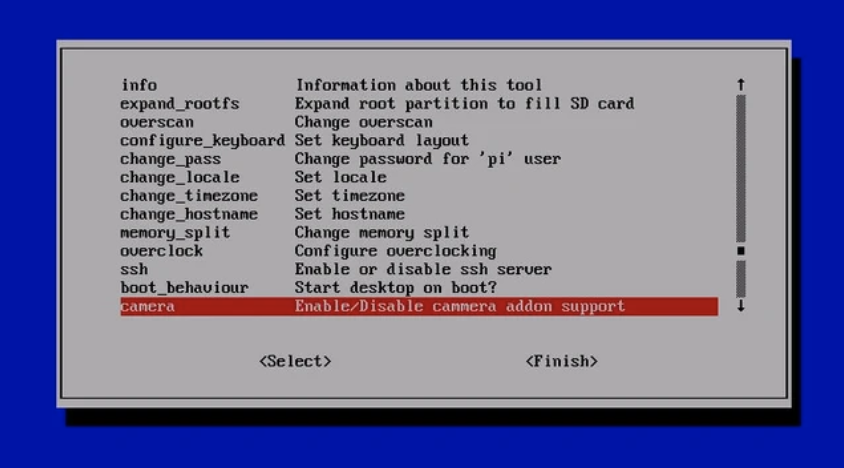 info Information about this tool ↑
expand_rootfs Expand root partition to fill SD card
overscan Change overscan
configure_keyboard Set keyboard layout
change_pass Change password for 'pi' user
change_locale Set locale
change_timezone Set timezone
change_hostname Set hostname
memory_split Change memory split
overclock Configure overclocking
ssh Enable or disable ssh server
boot_behaviour Start desktop on boot?
camera Enable/Disable cammera addon support ↓
<Select> <Finish>